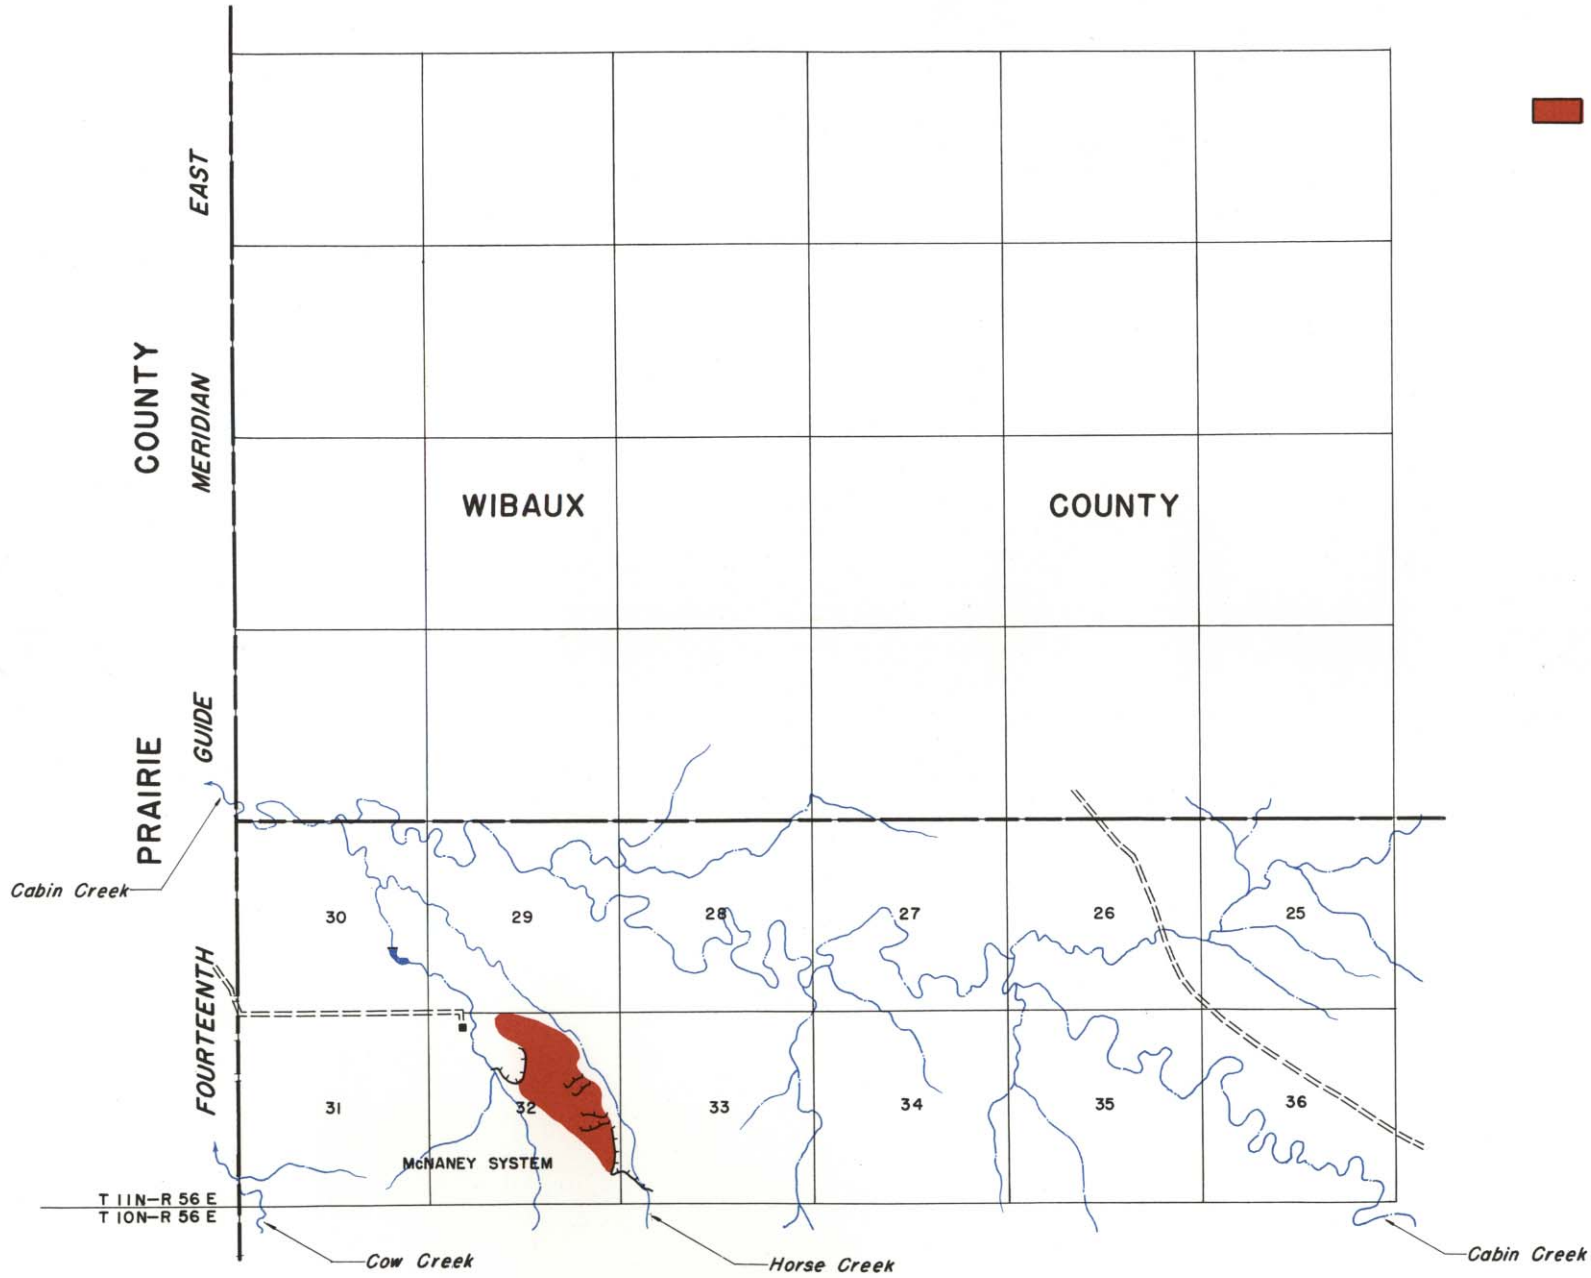 EAST
MERIDIAN
GUIDE
FOURTEENTH
COUNTY
PRAIRIE
WIBAUX COUNTY
Cabin Creek
30 29 28 27 26 25
31 32 33 34 35 36
McNANEY SYSTEM
T 11N-R 56 E
T 10N-R 56 E
Cow Creek
Horse Creek
Cabin Creek